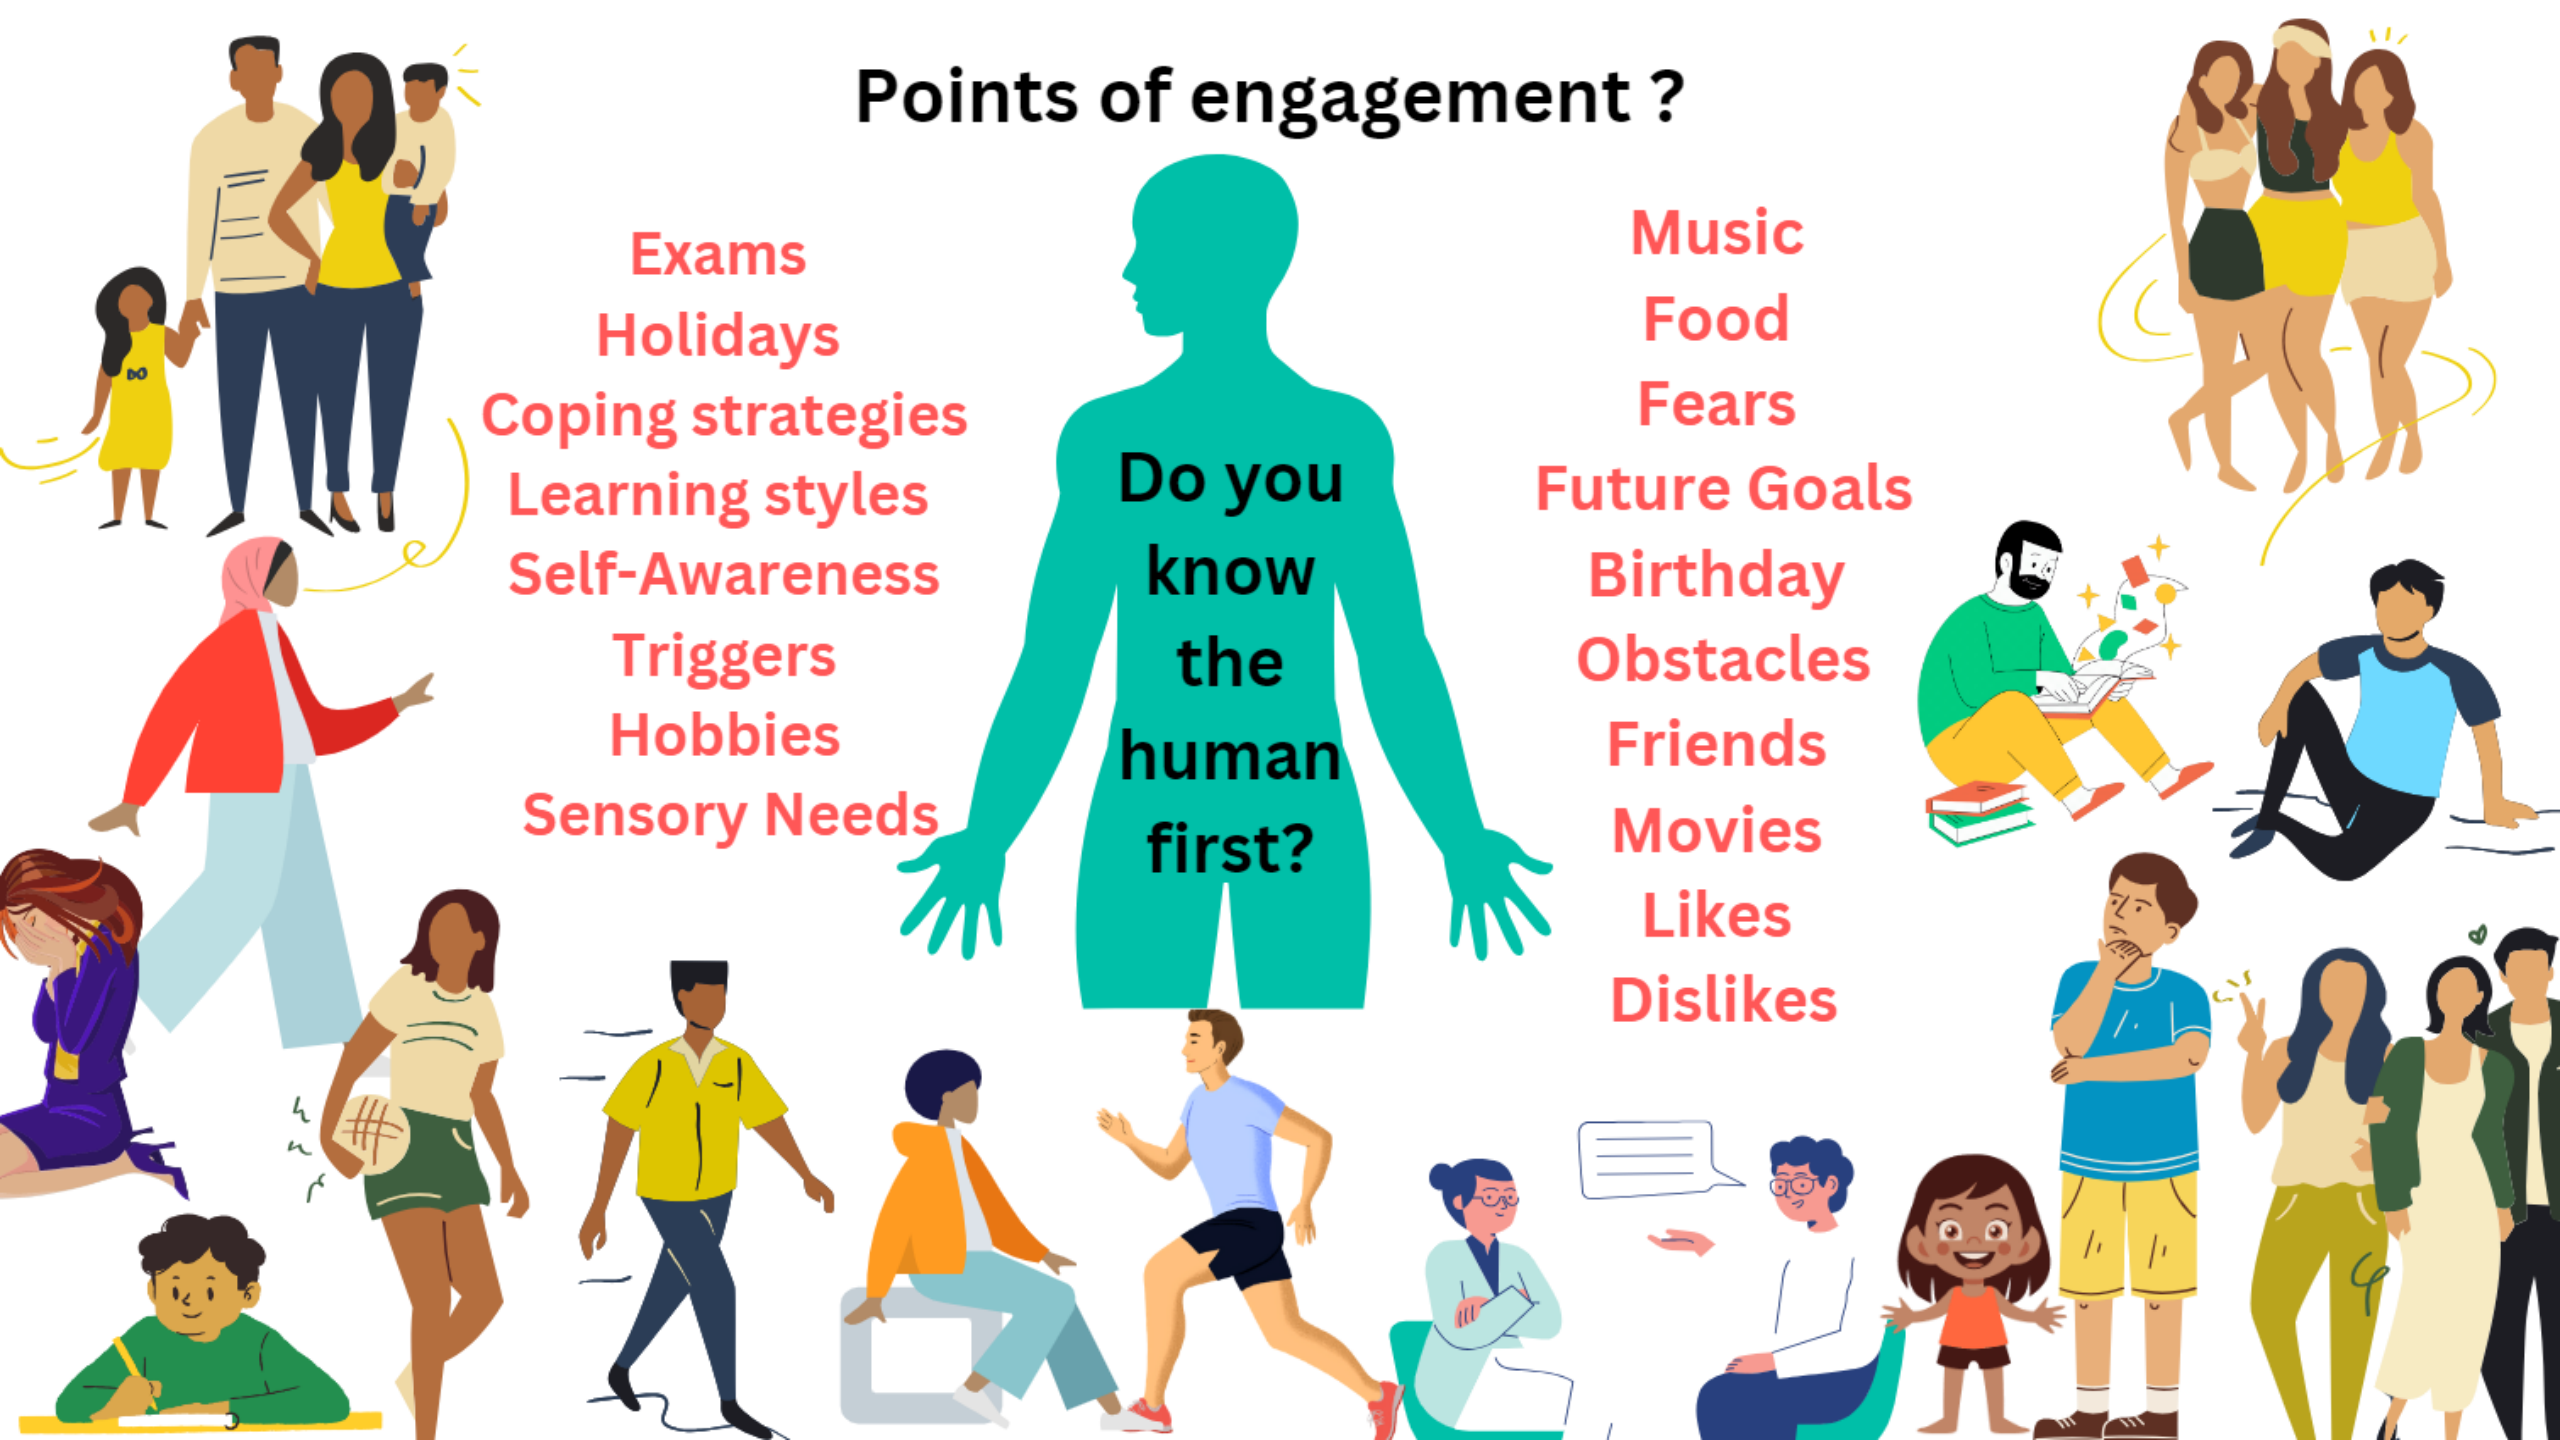 Points of engagement ?
Exams
Holidays
Coping strategies
Learning styles
Self-Awareness
Triggers
Hobbies
Sensory Needs
Do you
know
the
human
first?
Music
Food
Fears
Future Goals
Birthday
Obstacles
Friends
Movies
Likes
Dislikes